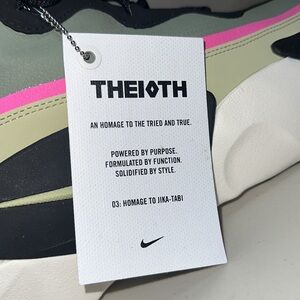 THE10TH
AN HOMAGE TO THE TRIED AND TRUE.
POWERED BY PURPOSE.
FORMULATED BY FUNCTION.
SOLIDIFIED BY STYLE.
03: HOMAGE TO JIKA-TABI